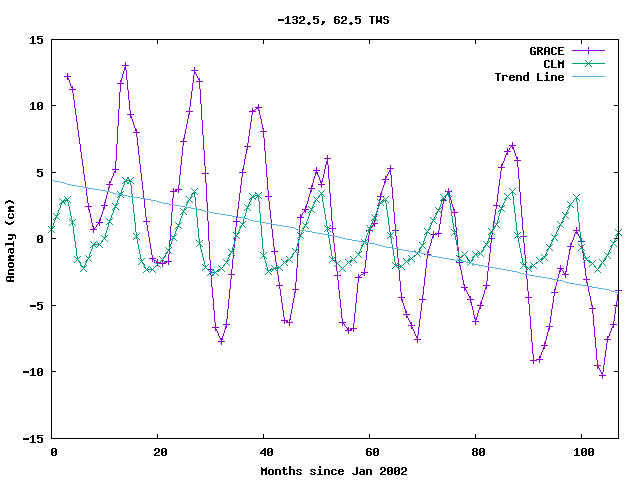 -132.5, 62.5 TWS
GRACE
CLM
Trend Line
15
10
5
0
-5
-10
-15
Anomaly (cm)
0 20 40 60 80 100
Months since Jan 2002